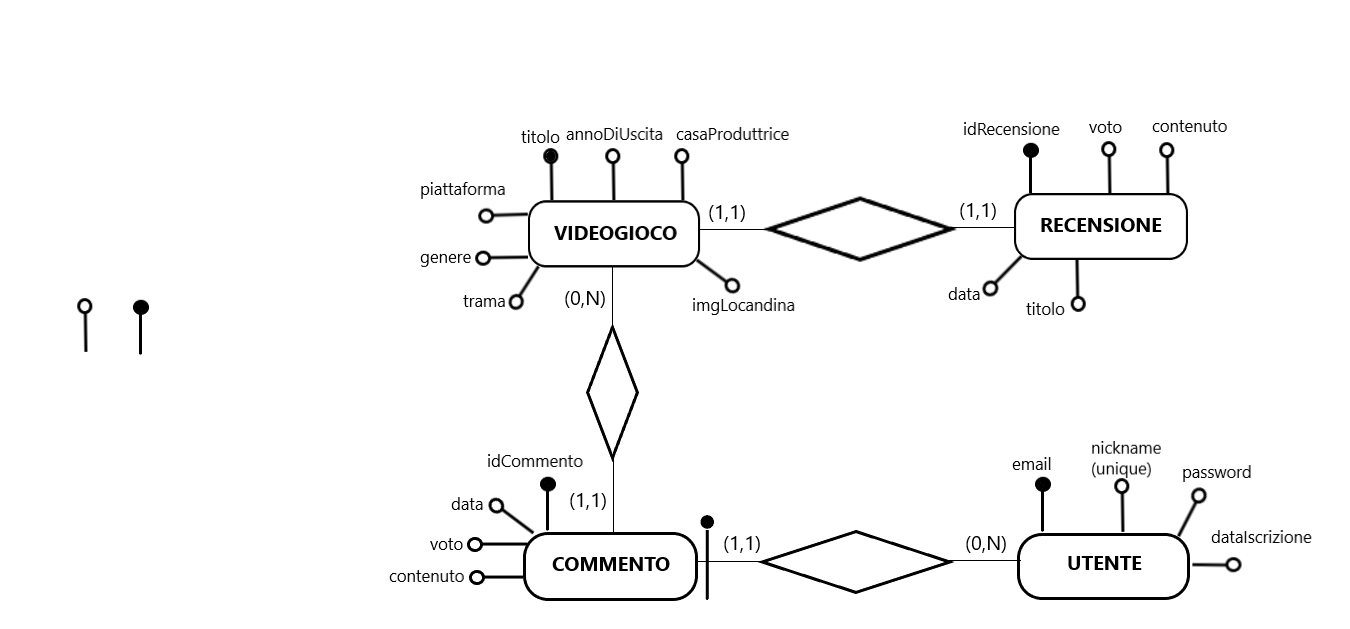 titolo annoDiUscita casaProduttrice
piattaforma
genere
trama
VIDEOGIOCO
imgLocandina
(1,1)
(1,1)
idRecensione voto contenuto
RECENSIONE
data
titolo
(0,N)
(1,1)
idCommento
data
voto
contenuto
COMMENTO
(1,1)
(0,N)
email
nickname
(unique)
password
dataIscrizione
UTENTE